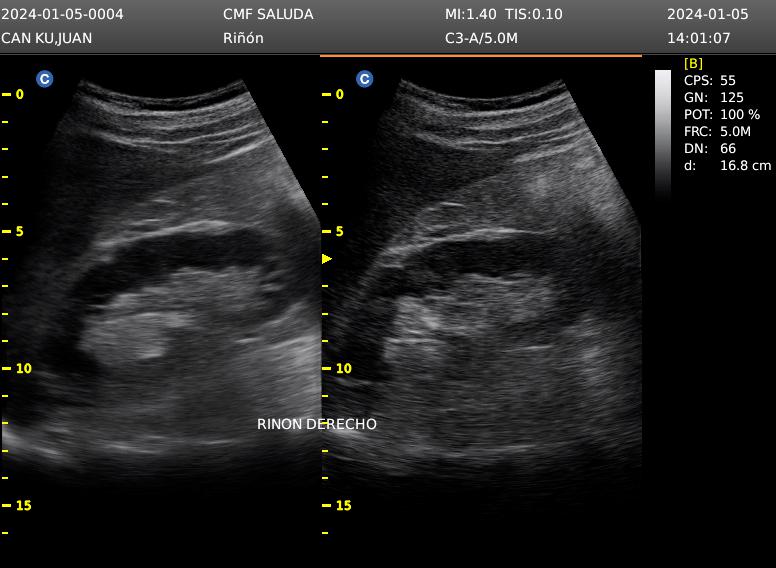 2024-01-05-0004 CMF SALUDA MI:1.40 TIS:0.10 2024-01-05
CAN KU,JUAN Riñón C3-A/5.0M 14:01:07
C C
[B]
CPS: 55
GN: 125
POT: 100 %
FRC: 5.0M
DN: 66
d: 16.8 cm
0 0
5 5
10 10
RINON DERECHO
15 15